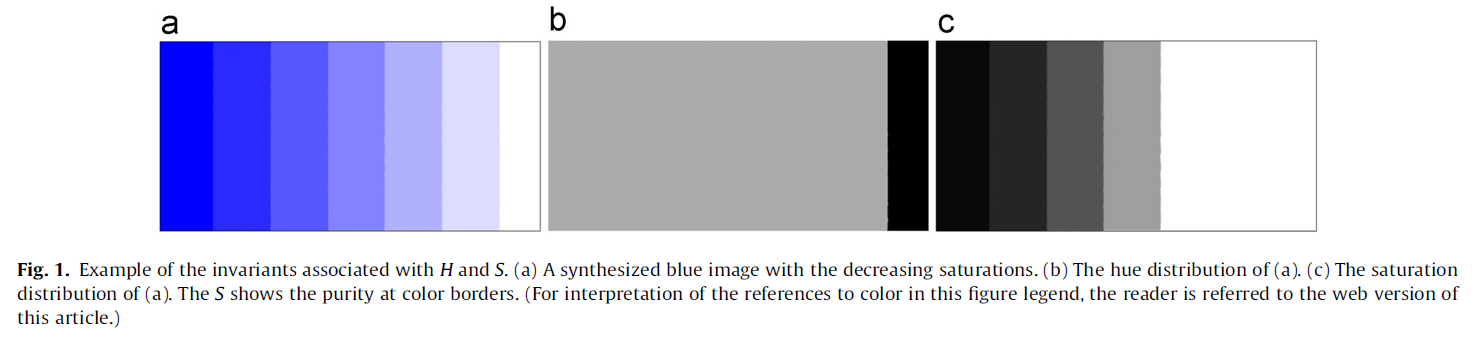 a
b
c
Fig. 1. Example of the invariants associated with H and S. (a) A synthesized blue image with the decreasing saturations. (b) The hue distribution of (a). (c) The saturation
distribution of (a). The S shows the purity at color borders. (For interpretation of the references to color in this figure legend, the reader is referred to the web version of
this article.)